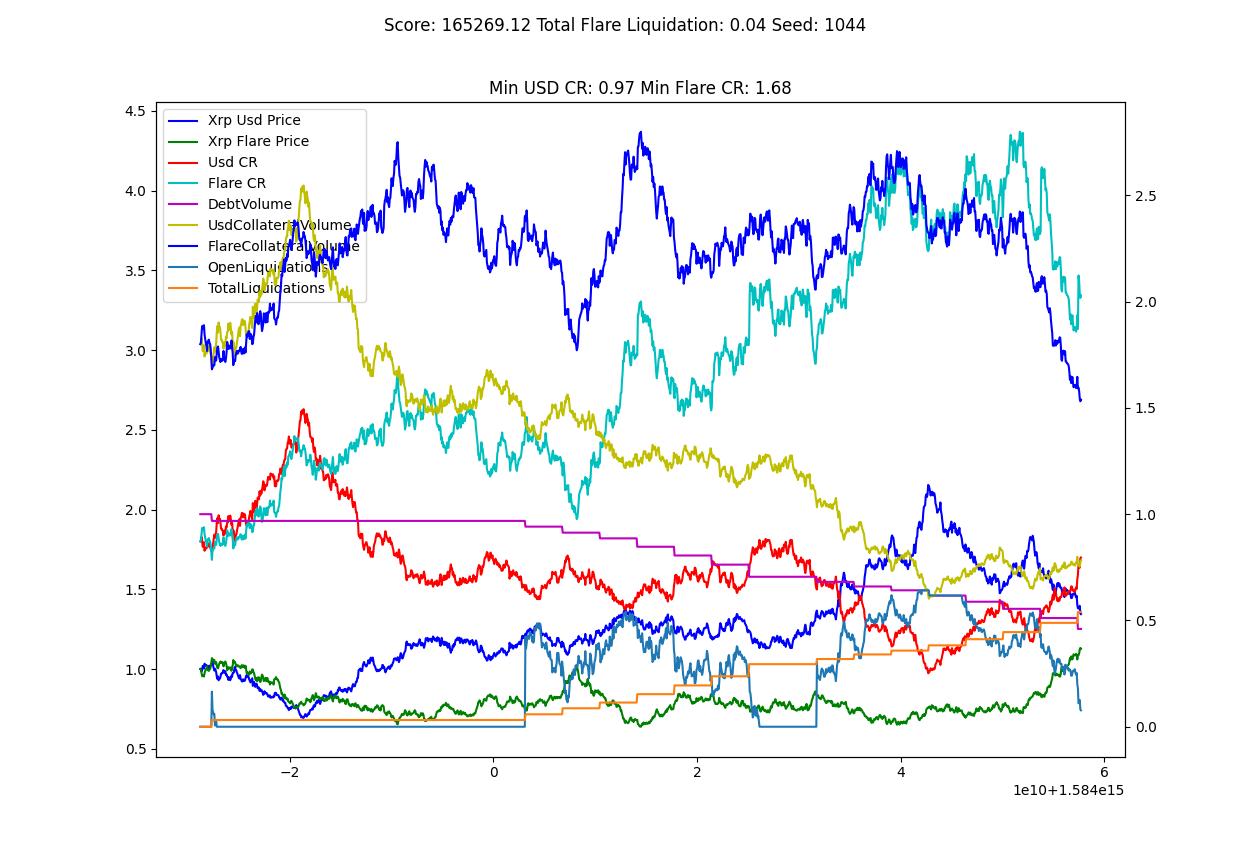 Score: 165269.12 Total Flare Liquidation: 0.04 Seed: 1044
Min USD CR: 0.97 Min Flare CR: 1.68
Xrp Usd Price
Xrp Flare Price
Usd CR
Flare CR
DebtVolume
UsdCollateralVolume
FlareCollateralVolume
OpenLiquidations
TotalLiquidations
4.5
4.0
3.5
3.0
2.5
2.0
1.5
1.0
0.5
2.5
2.0
1.5
1.0
0.5
0.0
−2
0
2
4
6
1e10+1.584e15